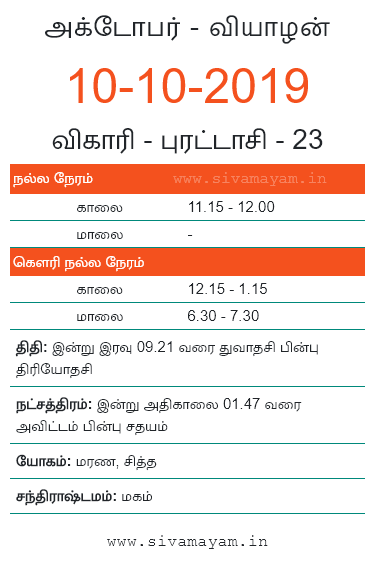 அக்டோபர் - வியாழன்
10-10-2019
விகாரி - புரட்டாசி - 23
நல்ல நேரம் www.sivamayam.in
காலை 11.15 - 12.00
மாலை -
கௌரி நல்ல நேரம்
காலை 12.15 - 1.15
மாலை 6.30 - 7.30
திதி: இன்று இரவு 09.21 வரை துவாதசி பின்பு
திரியோதசி
நட்சத்திரம்: இன்று அதிகாலை 01.47 வரை
அவிட்டம் பின்பு சதயம்
யோகம்: மரண, சித்த
சந்திராஷ்டமம்: மகம்
www.sivamayam.in